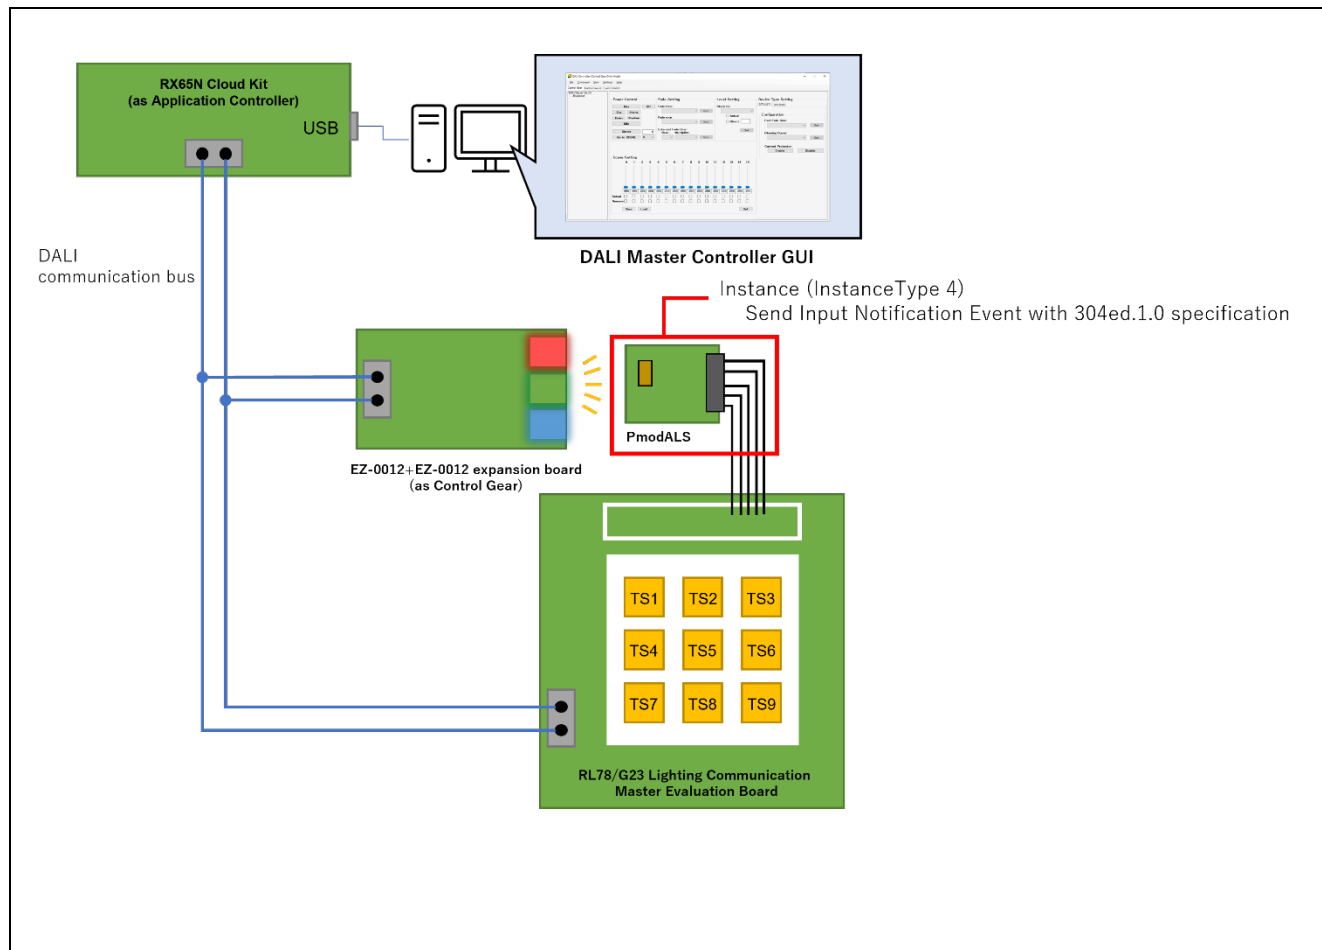 RX65N Cloud Kit
(as Application Controller)
USB
DALI Master Controller GUI
DALI
communication bus
Instance (InstanceType 4)
Send Input Notification Event with 304ed.1.0 specification
PmodALS
EZ-0012+EZ-0012 expansion board
(as Control Gear)
TS1 TS2 TS3
TS4 TS5 TS6
TS7 TS8 TS9
RL78/G23 Lighting Communication
Master Evaluation Board